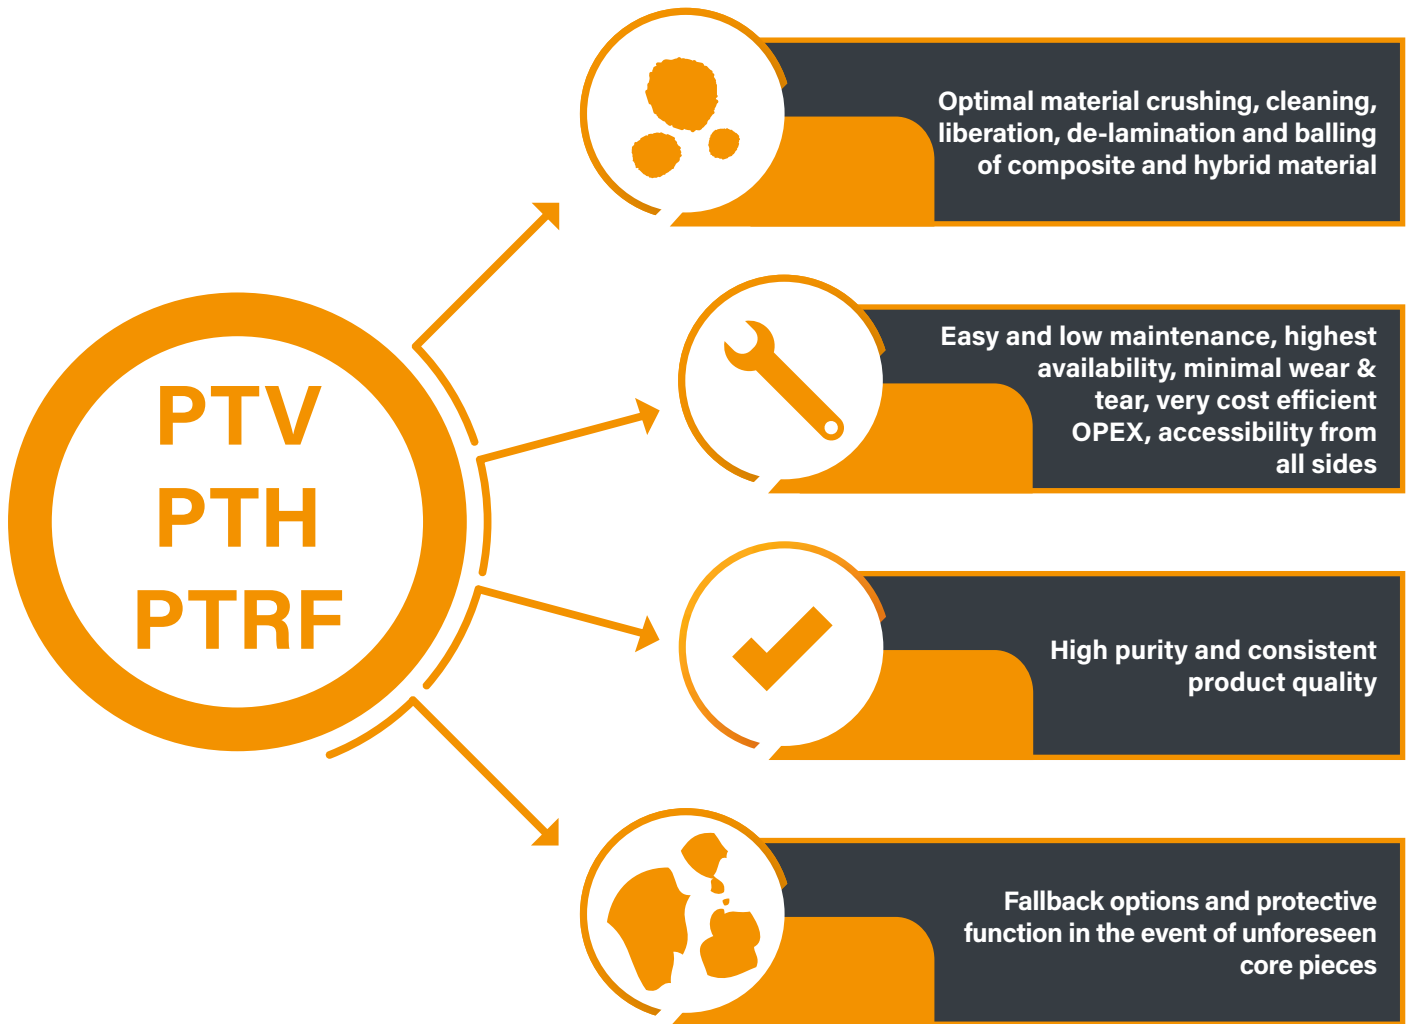 PTV
PTH
PTRF
Optimal material crushing, cleaning,
liberation, de-lamination and balling
of composite and hybrid material
Easy and low maintenance, highest
availability, minimal wear &
tear, very cost efficient
OPEX, accessibility from
all sides
High purity and consistent
product quality
Fallback options and protective
function in the event of unforeseen
core pieces